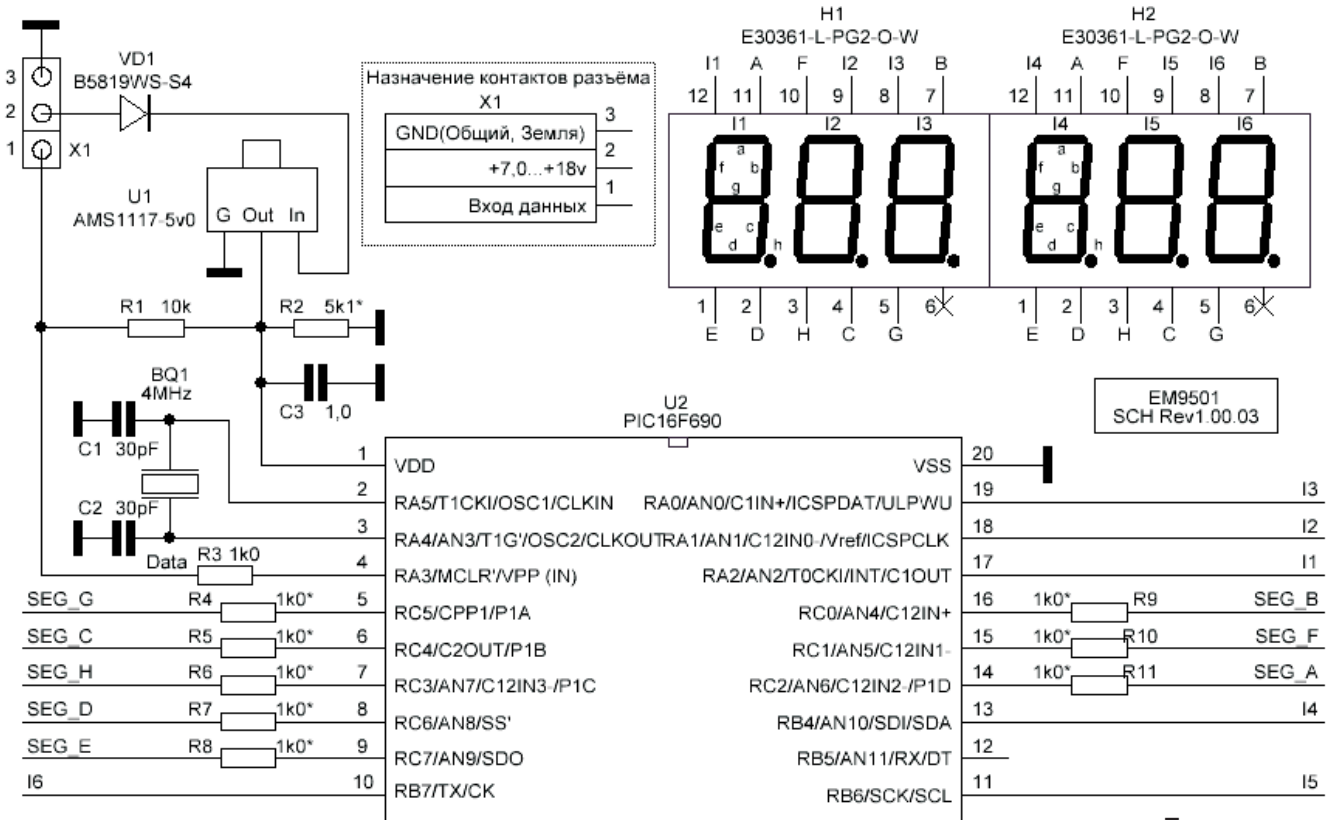 H1
E30361-L-PG2-O-W
H2
E30361-L-PG2-O-W
I1 A F I2 I3 B
I4 A F I5 I6 B
12 11 10 9 8 7
12 11 10 9 8 7
I1 I2 I3
I4 I5 I6
a
f b
g
e c
d h
a
f b
g
e c
d h
1 2 3 4 5 6
1 2 3 4 5 6
E D H C G
E D H C G
3
2
1
X1
VD1
B5819WS-S4
Назначение контактов разъёма
X1
GND(Общий, Земля) 3
+7,0...+18v 2
Вход данных 1
U1
AMS1117-5v0
G Out In
R1 10k
R2 5k1*
BQ1
4MHz
C3 1,0
C1 30pF
C2 30pF
Data R3 1k0
EM9501
SCH Rev1.00.03
U2
PIC16F690
1 VDD
VSS 20
2 RA5/T1CKI/OSC1/CLKIN
RA0/AN0/C1IN+/ICSPDAT/ULPWU 19 I3
3 RA4/AN3/T1G'/OSC2/CLKOUT
RA1/AN1/C12IN0-/Vref/ICSPCLK 18 I2
4 RA3/MCLR'/VPP (IN)
RA2/AN2/T0CKI/INT/C1OUT 17 I1
SEG_G R4 1k0* 5 RC5/CPP1/P1A
RC0/AN4/C12IN+ 16 1k0* R9 SEG_B
SEG_C R5 1k0* 6 RC4/C2OUT/P1B
RC1/AN5/C12IN1- 15 1k0* R10 SEG_F
SEG_H R6 1k0* 7 RC3/AN7/C12IN3-/P1C
RC2/AN6/C12IN2-/P1D 14 1k0* R11 SEG_A
SEG_D R7 1k0* 8 RC6/AN8/SS'
RB4/AN10/SDI/SDA 13 I4
SEG_E R8 1k0* 9 RC7/AN9/SDO
RB5/AN11/RX/DT 12
I6 10 RB7/TX/CK
RB6/SCK/SCL 11 I5